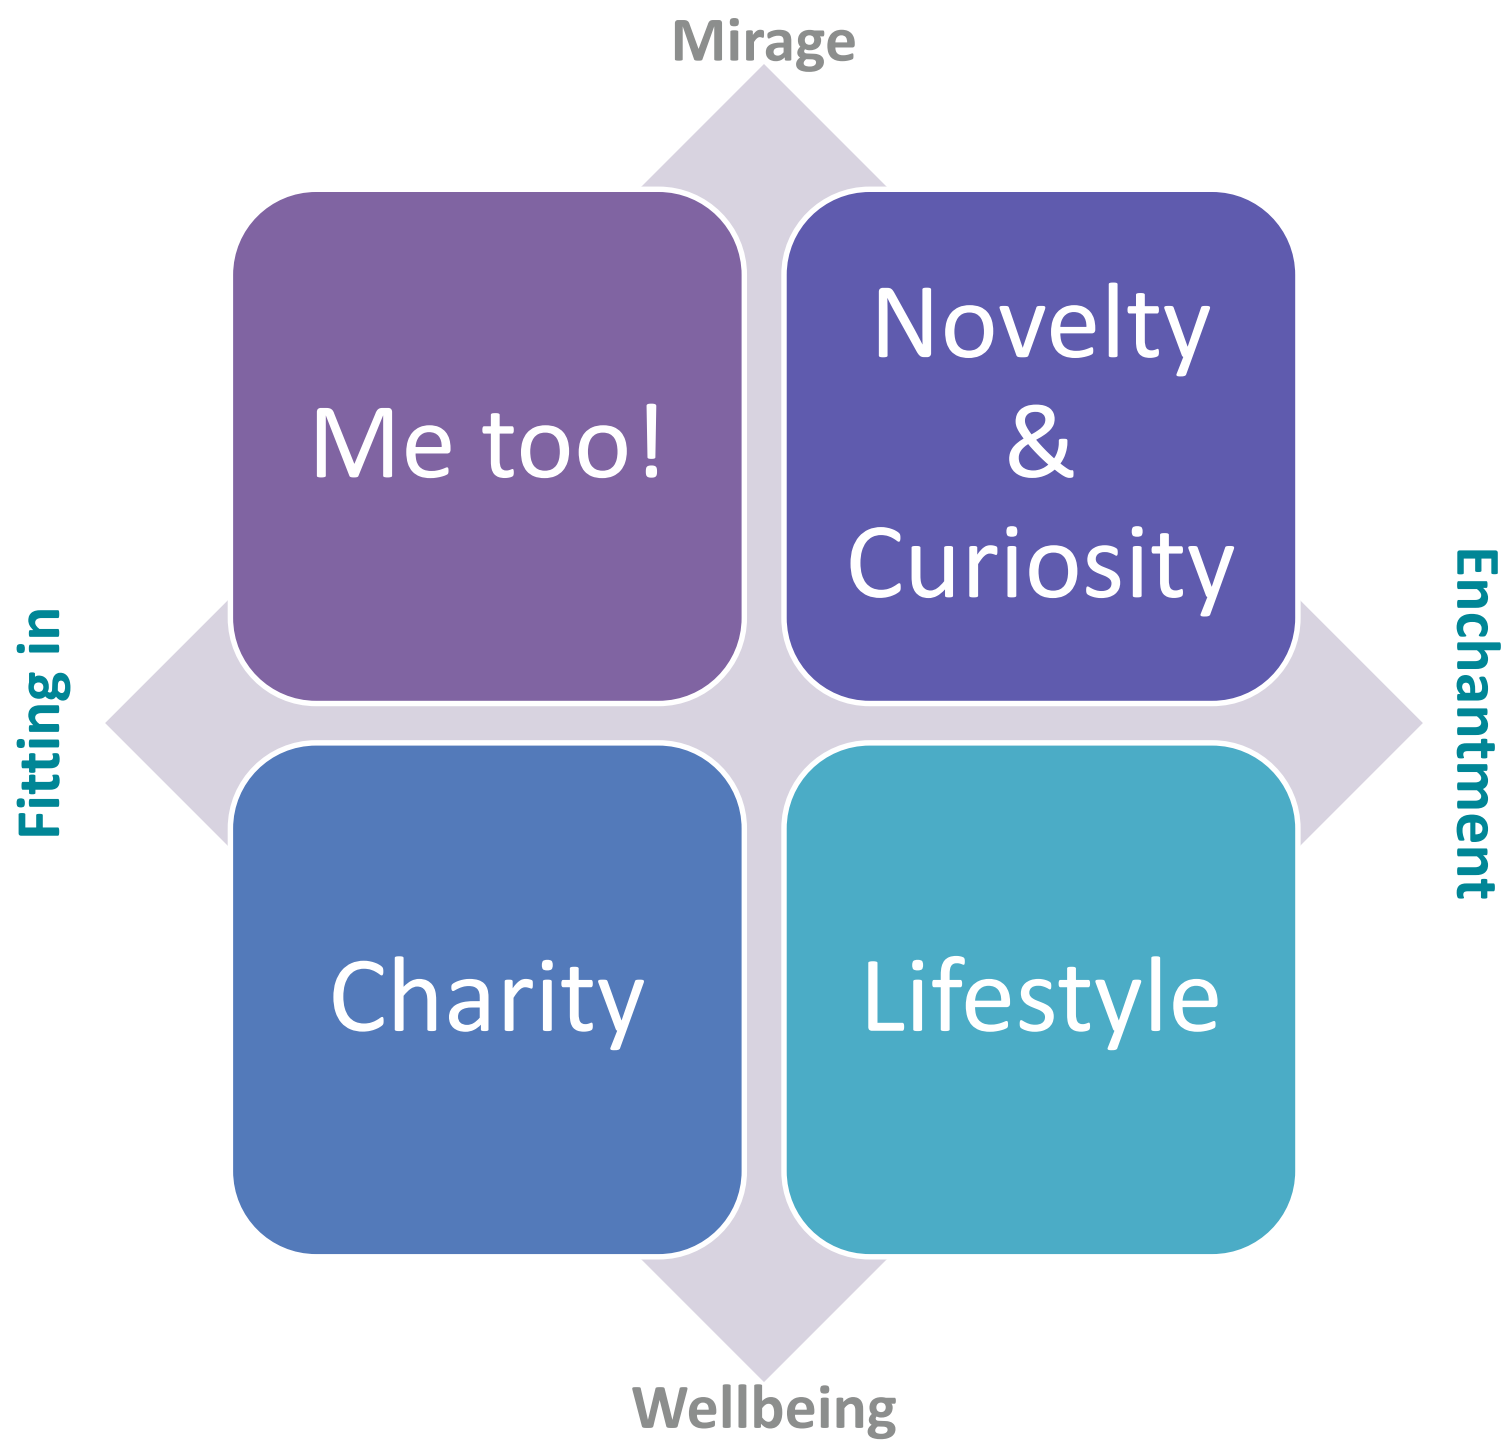 Mirage
Me too!
Novelty
&
Curiosity
Fitting in
Enchantment
Charity
Lifestyle
Wellbeing